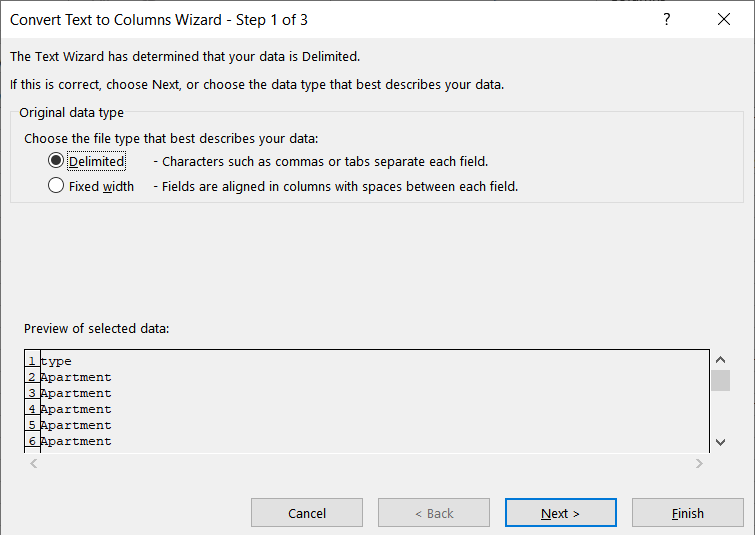 Convert Text to Columns Wizard - Step 1 of 3
?
The Text Wizard has determined that your data is Delimited.
If this is correct, choose Next, or choose the data type that best describes your data.
Original data type
Choose the file type that best describes your data:
Delimited - Characters such as commas or tabs separate each field.
Fixed width - Fields are aligned in columns with spaces between each field.
Preview of selected data:
1 type
2 Apartment
3 Apartment
4 Apartment
5 Apartment
6 Apartment
Cancel < Back Next > Finish